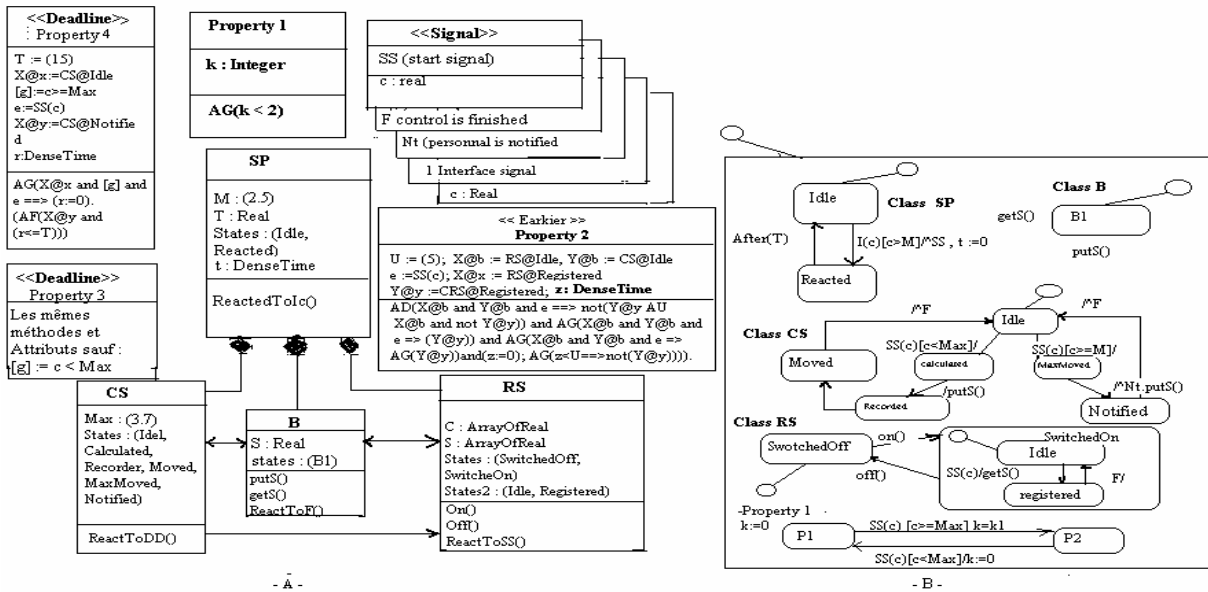 <<Deadline>>
: Property 4
T := (15)
X@x:=CS@Idle
[g]:=c>=Max
e:=SS(c)
X@y:=CS@Notifie
d
r:DenseTime
AG(X@x and [g] and
e ==> (r:=0).
(AF(X@y and
(r<=T)))
Property 1
k : Integer
AG(k < 2)
<<Signal>>
SS (start signal)
c : real
F control is finished
Nt (personnal is notified
1 Interface signal
c : Real
SP
M : (2.5)
T : Real
States : (Idle,
Reacted)
t : DenseTime
ReactedToIc()
<< Earkier >>
Property 2
U := (5); X@b := RS@Idle, Y@b := CS@Idle
e :=SS(c); X@x := RS@Registered
Y@y :=CRS@Registered; z: DenseTime
AD(X@b and Y@b and e ==> not(Y@y AU
X@b and not Y@y)) and AG(X@b and Y@b and
e => (Y@y)) and AG(X@b and Y@b and e =>
AG(Y@y))and(z:=0); AG(z<U==>not(Y@y)))).
<<Deadline>>
Property 3
Les mêmes
méthodes et
Attributs sauf :
[g] := c < Max
CS
Max : (3.7)
States : (Idel,
Calculated,
Recorder, Moved,
MaxMoved,
Notified)
ReactToDD()
B
S : Real
states : (B1)
putS()
getS()
ReactToF()
RS
C : ArrayOfReal
S : ArrayOfReal
States : (SwitchedOff,
SwitcheOn)
States2 : (Idle, Registered)
On()
Off()
ReactToSS()
- A -
Idle
Class SP
After(T)
I(c)[c>M]/^SS , t :=0
Reacted
Class B
getS()
B1
putS()
/^F
/^F
Idle
Class CS
SS(c)[c<Max]/
SS(c)[c>=M]/
Moved
Calculated
MaxMoved
/putS()
/^Nt.putS()
Recorded
Notified
Class RS
SwotchedOff
on()
off()
SwitchedOn
Idle
SS(c)/getS()
F/
registered
-Property 1
k:=0
P1
SS(c) [c>=Max] k=k1
P2
SS(c)[c<Max]/k:=0
- B -